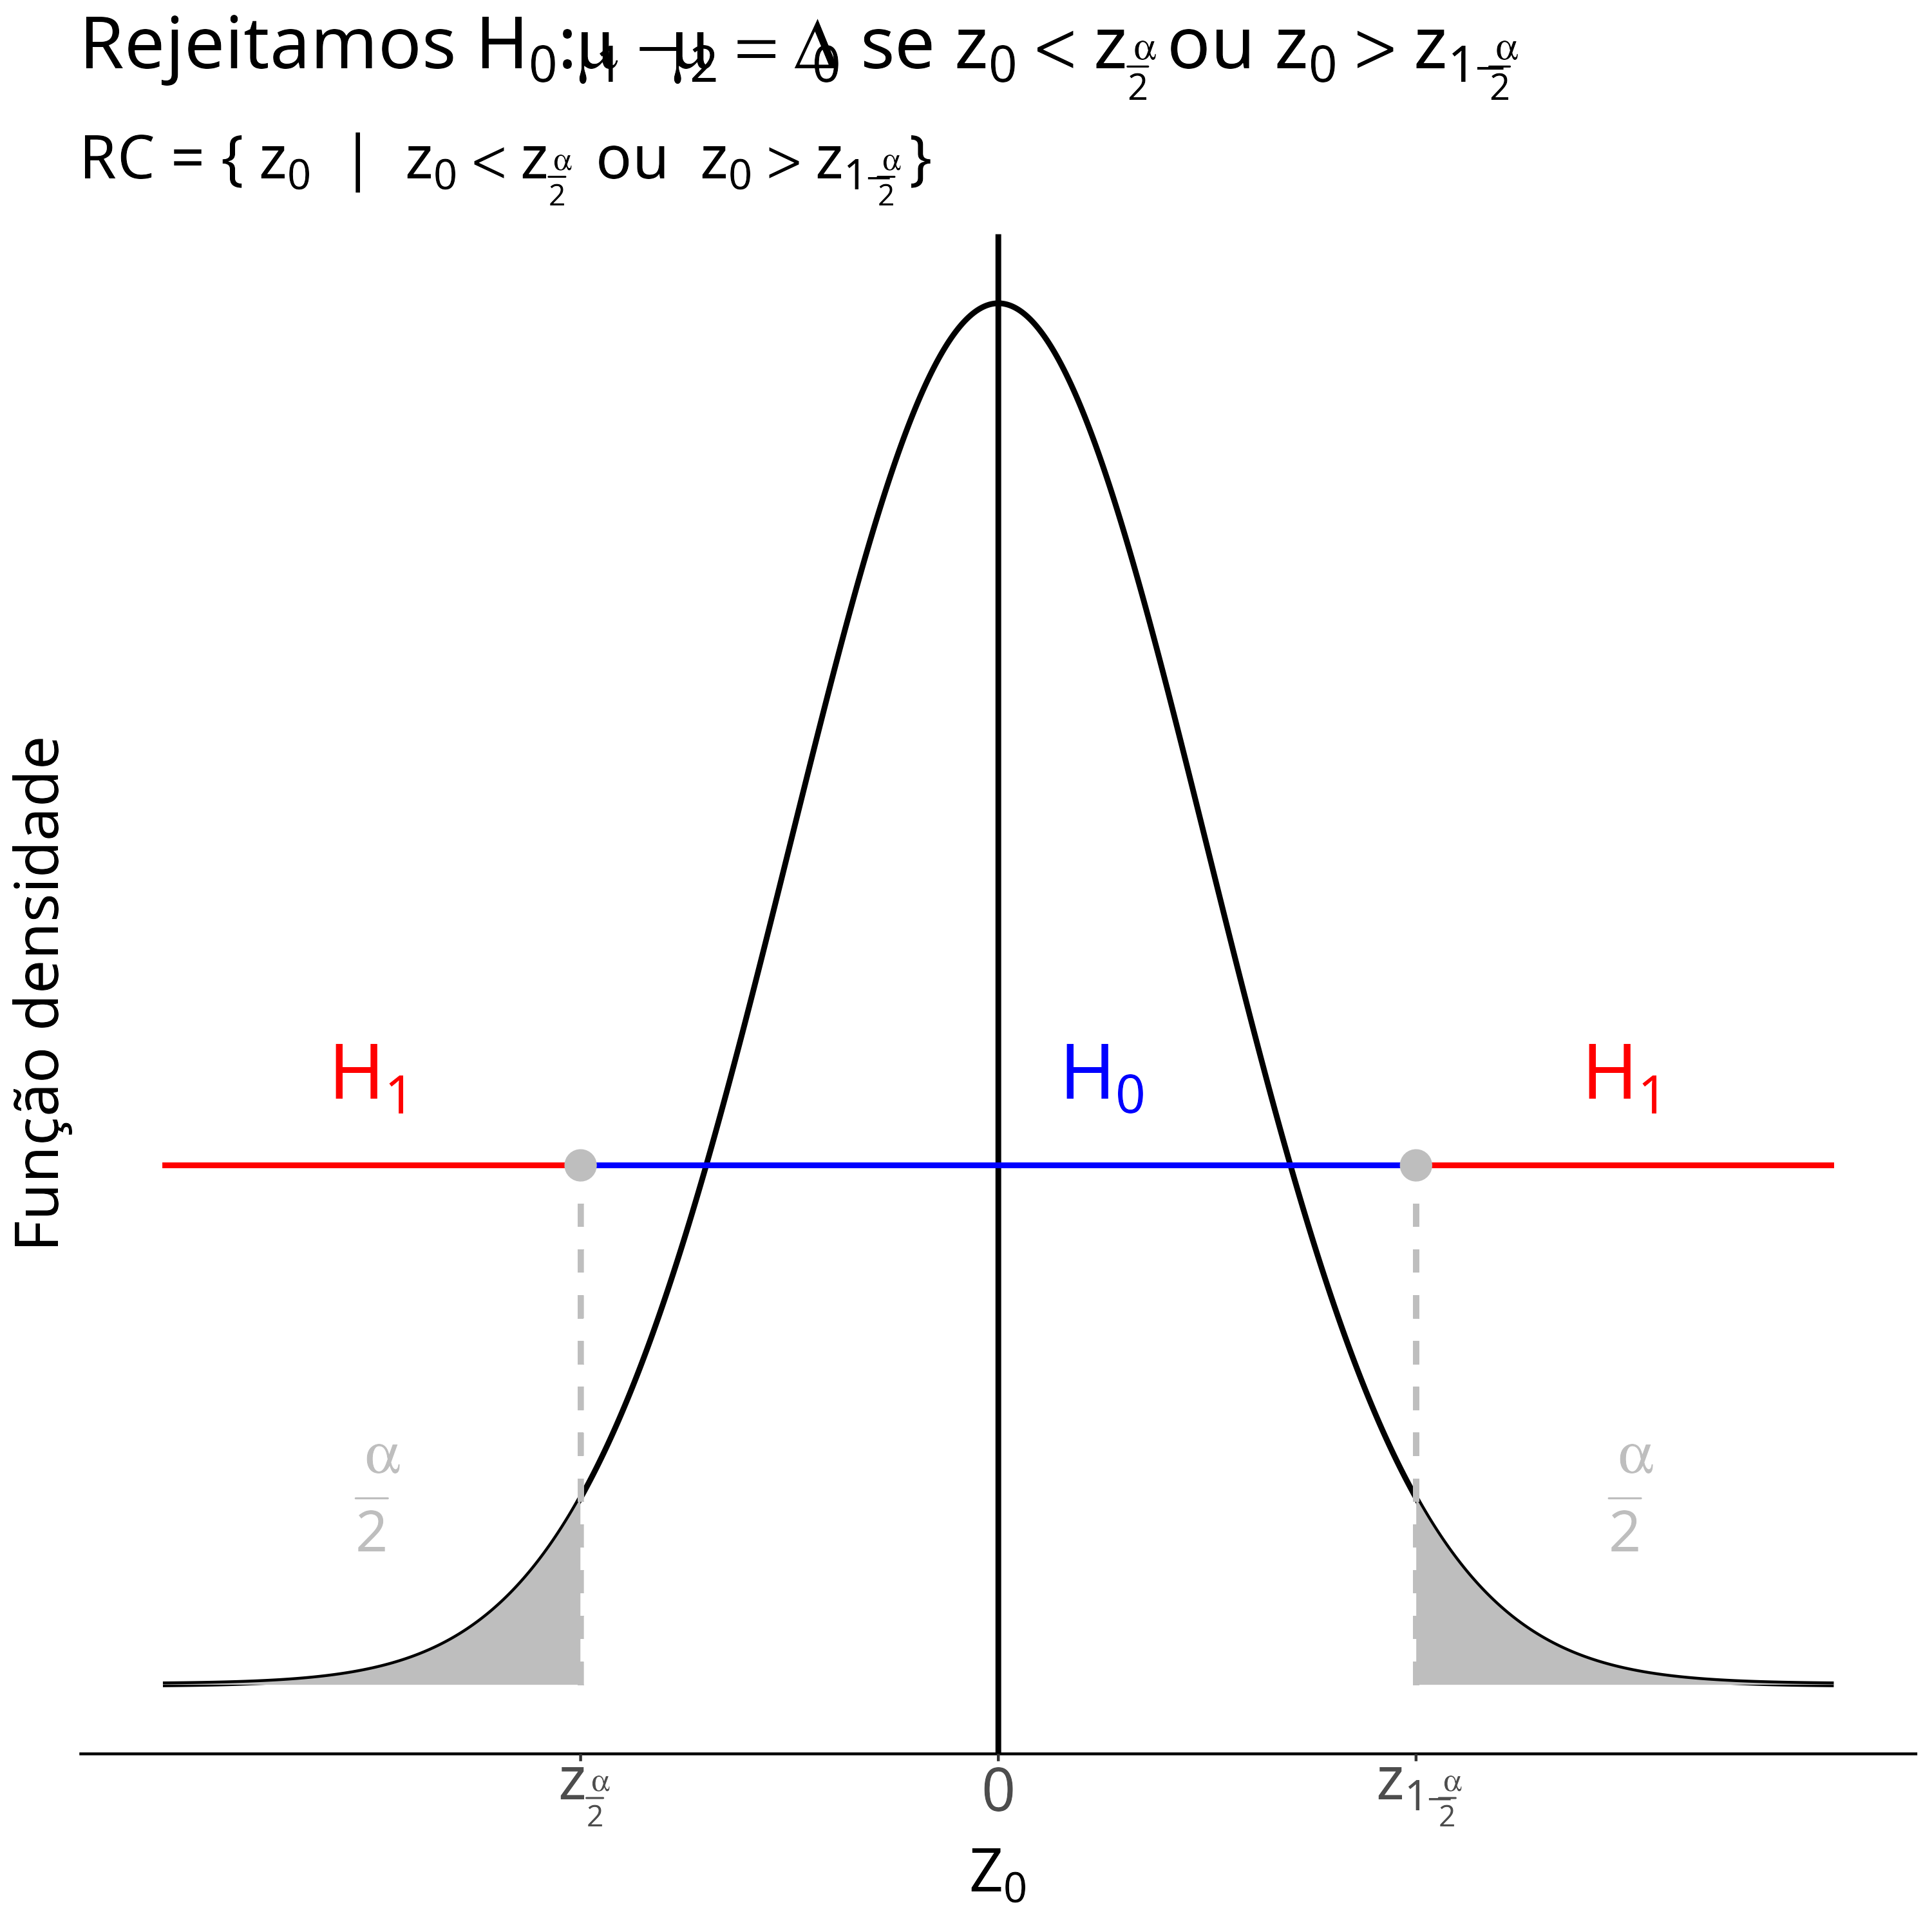 Rejeitamos H₀: μ₁ − μ₂ = Δ₀ se z₀ < z_{α/2} ou z₀ > z_{1−α/2}
RC = { z₀ | z₀ < z_{α/2} ou z₀ > z_{1−α/2} }
Função densidade
H₁
H₀
H₁
α/2
α/2
z_{α/2}
0
z_{1−α/2}
Z₀